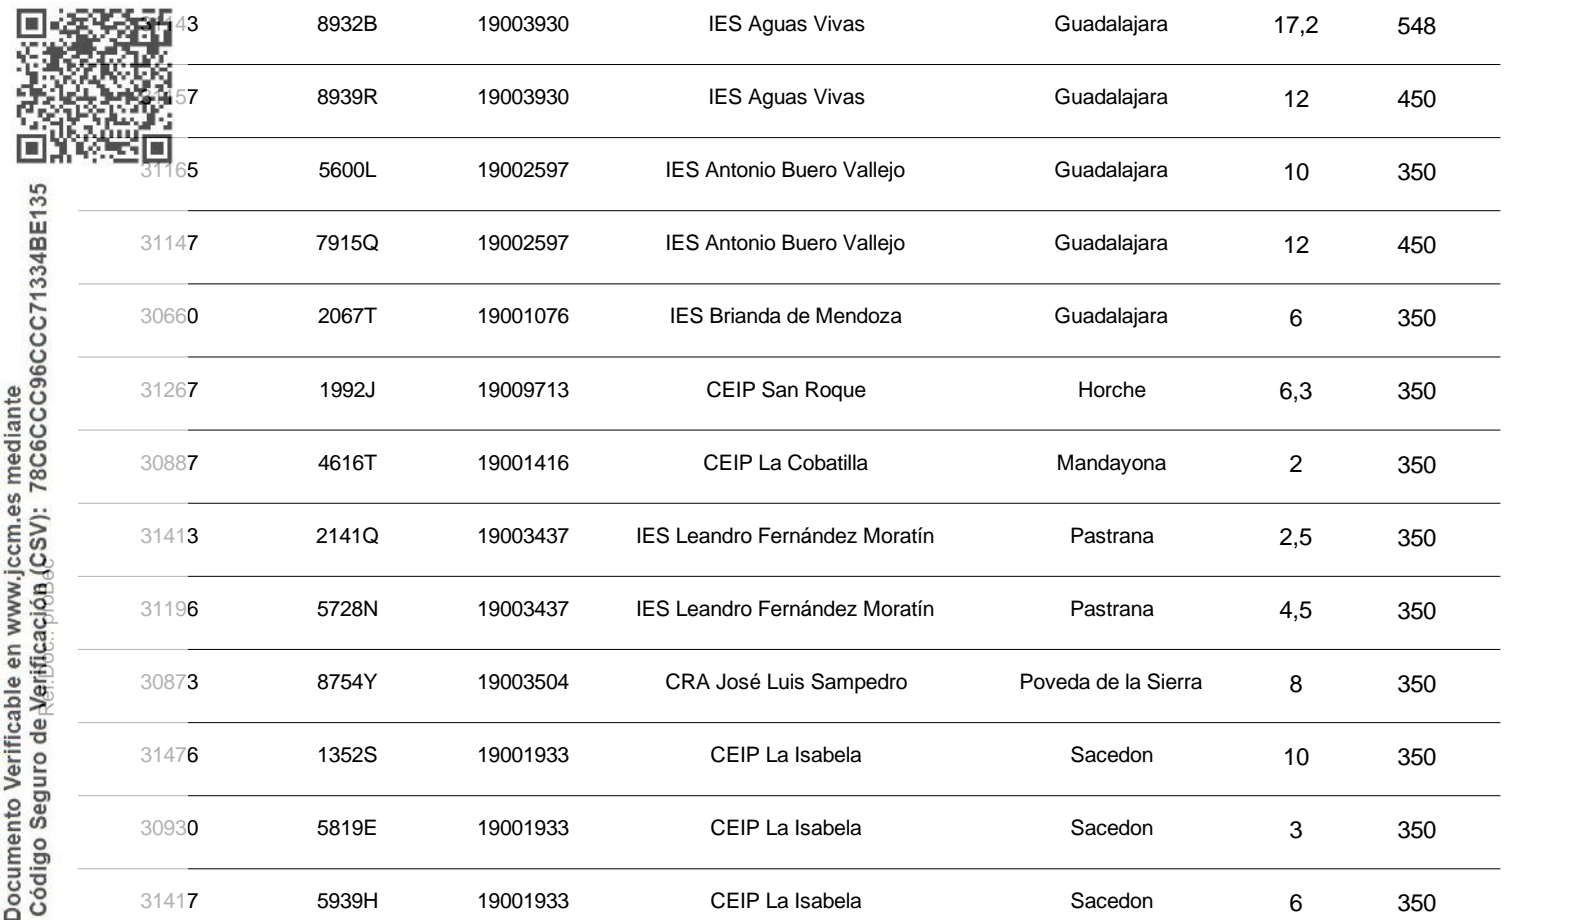 31143 8932B 19003930 IES Aguas Vivas Guadalajara 17,2 548
31157 8939R 19003930 IES Aguas Vivas Guadalajara 12 450
31165 5600L 19002597 IES Antonio Buero Vallejo Guadalajara 10 350
31147 7915Q 19002597 IES Antonio Buero Vallejo Guadalajara 12 450
30660 2067T 19001076 IES Brianda de Mendoza Guadalajara 6 350
31267 1992J 19009713 CEIP San Roque Horche 6,3 350
30887 4616T 19001416 CEIP La Cobatilla Mandayona 2 350
31413 2141Q 19003437 IES Leandro Fernández Moratín Pastrana 2,5 350
31196 5728N 19003437 IES Leandro Fernández Moratín Pastrana 4,5 350
30873 8754Y 19003504 CRA José Luis Sampedro Poveda de la Sierra 8 350
31476 1352S 19001933 CEIP La Isabela Sacedon 10 350
30930 5819E 19001933 CEIP La Isabela Sacedon 3 350
31417 5939H 19001933 CEIP La Isabela Sacedon 6 350
Documento Verificable en www.jccm.es mediante
Código Seguro de Verificación (CSV): 78C6CCC96CCC71334BE135